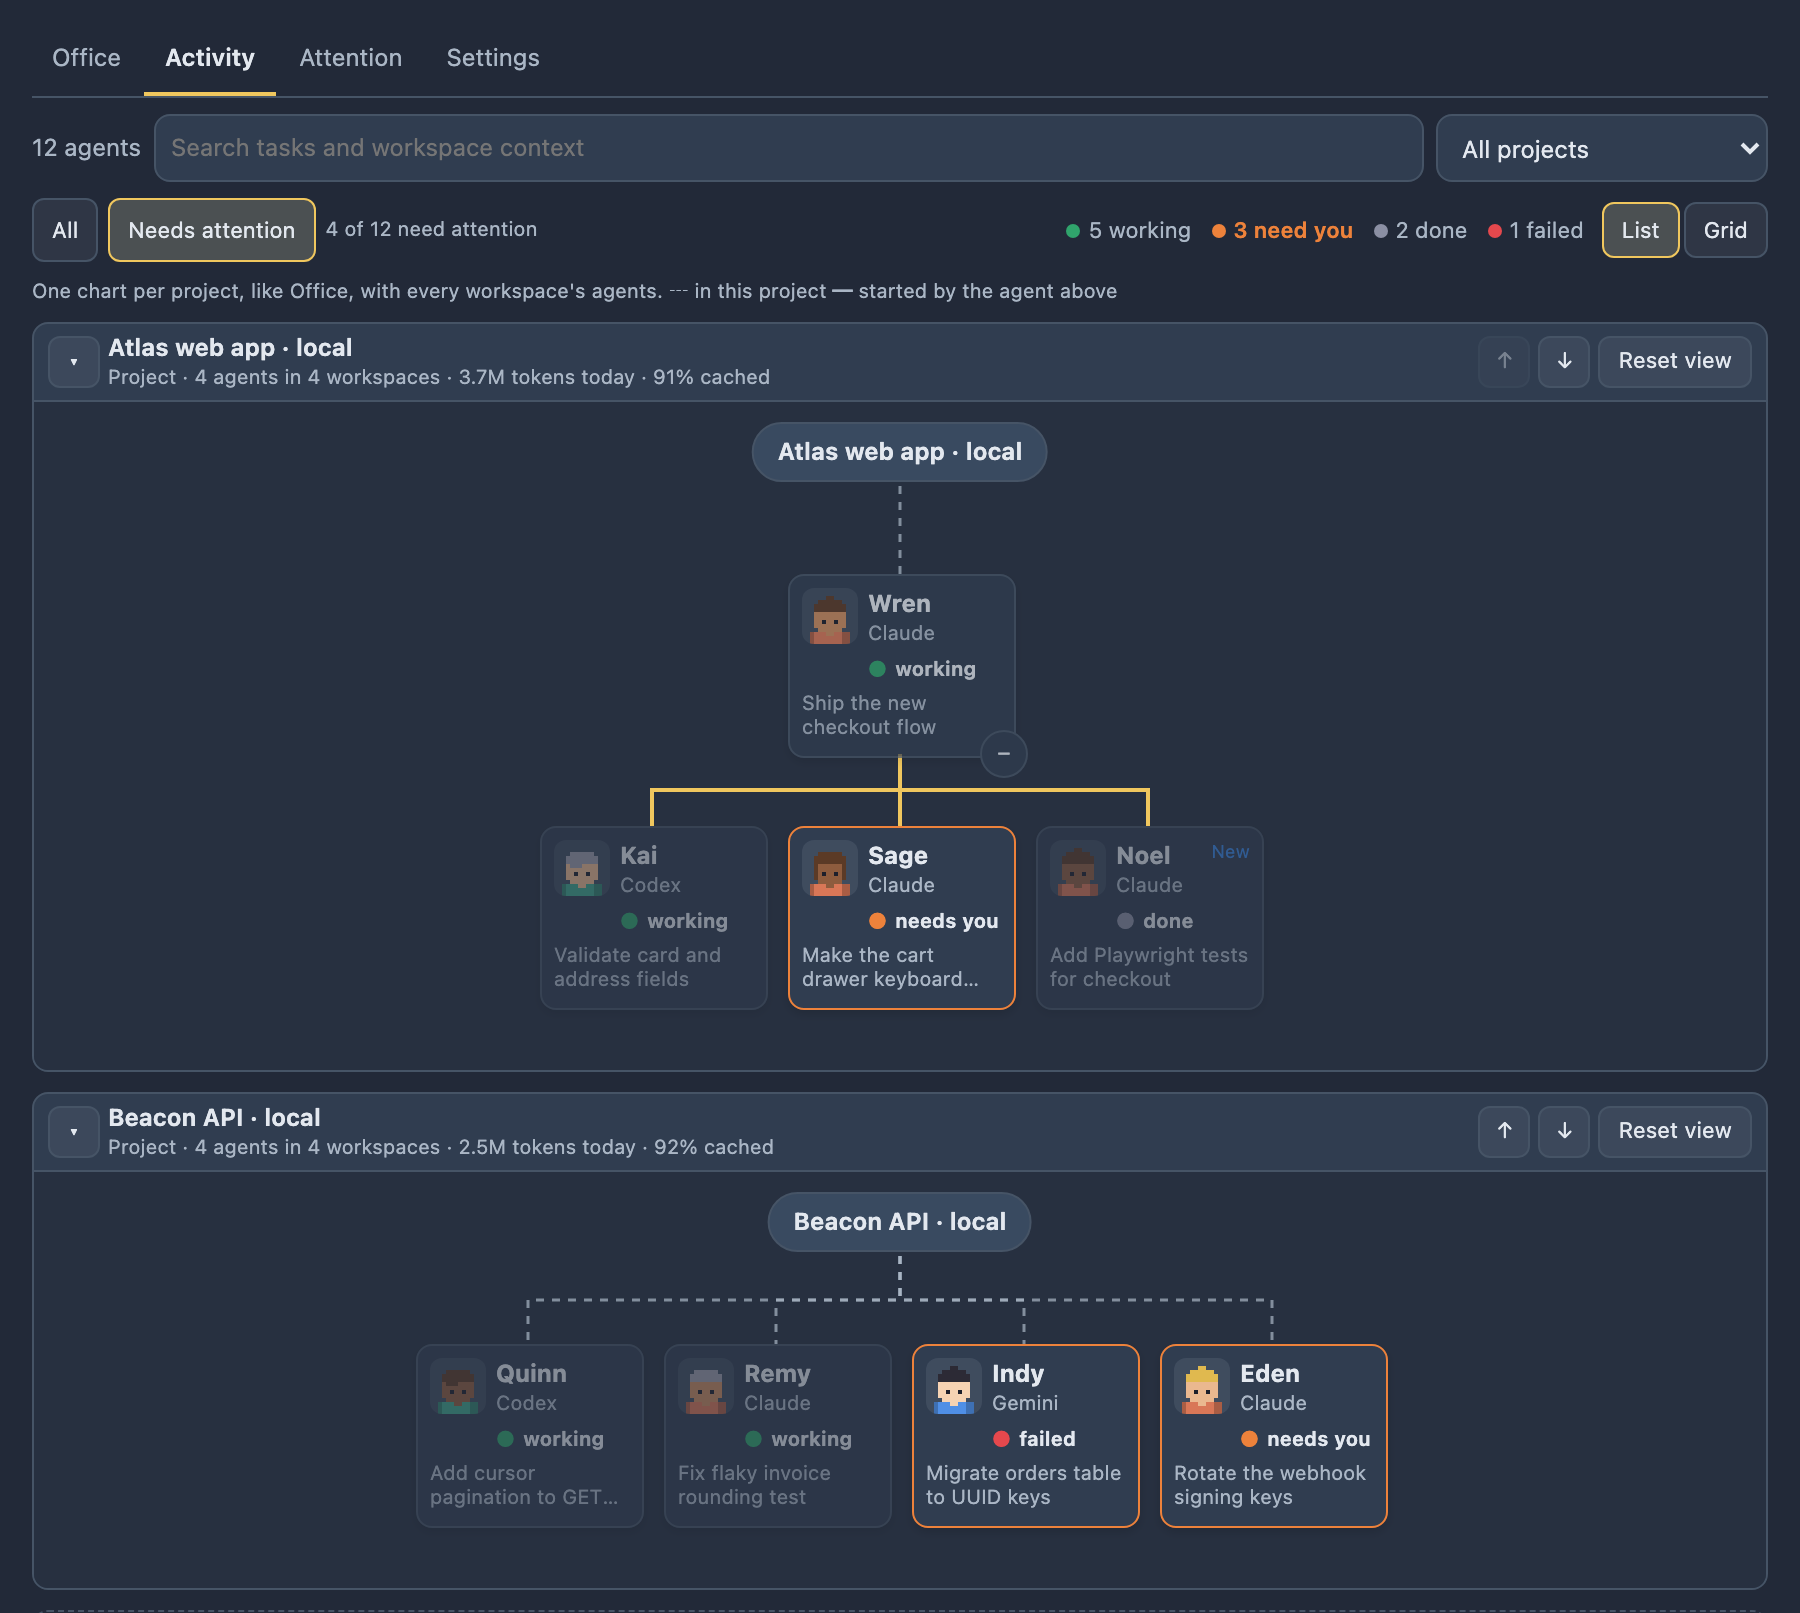 Office Activity Attention Settings
12 agents Search tasks and workspace context All projects
All Needs attention 4 of 12 need attention 5 working 3 need you 2 done 1 failed List Grid
One chart per project, like Office, with every workspace's agents. --- in this project — started by the agent above
Atlas web app · local
Project · 4 agents in 4 workspaces · 3.7M tokens today · 91% cached
↑ ↓ Reset view
Atlas web app · local
Wren
Claude
working
Ship the new
checkout flow
−
Kai
Codex
working
Validate card and
address fields
Sage
Claude
needs you
Make the cart
drawer keyboard...
Noel New
Claude
done
Add Playwright tests
for checkout
Beacon API · local
Project · 4 agents in 4 workspaces · 2.5M tokens today · 92% cached
↑ ↓ Reset view
Beacon API · local
Quinn
Codex
working
Add cursor
pagination to GET...
Remy
Claude
working
Fix flaky invoice
rounding test
Indy
Gemini
failed
Migrate orders table
to UUID keys
Eden
Claude
needs you
Rotate the webhook
signing keys